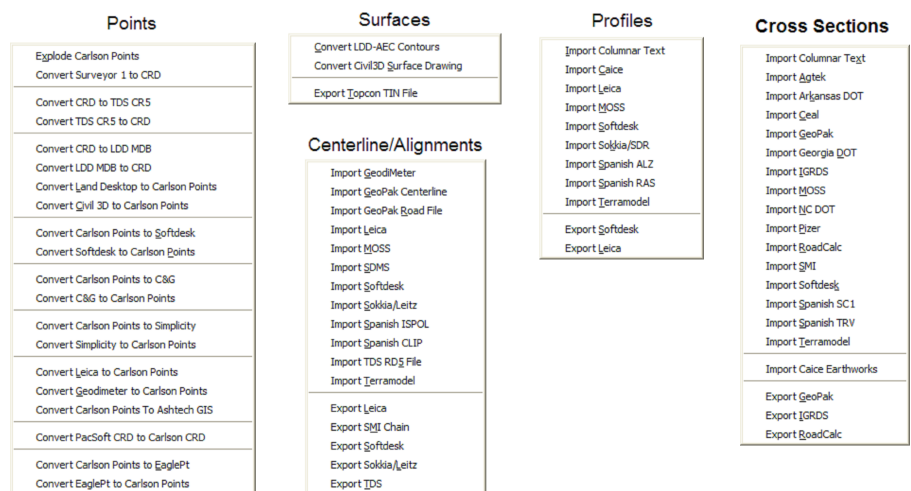 Points
Explode Carlson Points
Convert Surveyor 1 to CRD
Convert CRD to TDS CR5
Convert TDS CR5 to CRD
Convert CRD to LDD MDB
Convert LDD MDB to CRD
Convert Land Desktop to Carlson Points
Convert Civil 3D to Carlson Points
Convert Carlson Points to Softdesk
Convert Softdesk to Carlson Points
Convert Carlson Points to C&G
Convert C&G to Carlson Points
Convert Carlson Points to Simplicity
Convert Simplicity to Carlson Points
Convert Leica to Carlson Points
Convert Geodimeter to Carlson Points
Convert Carlson Points To Ashtech GIS
Convert PacSoft CRD to Carlson CRD
Convert Carlson Points to EaglePt
Convert EaglePt to Carlson Points
Surfaces
Convert LDD-AEC Contours
Convert Civil3D Surface Drawing
Export Topcon TIN File
Centerline/Alignments
Import GeodiMeter
Import GeoPak Centerline
Import GeoPak Road File
Import Leica
Import MOSS
Import SDMS
Import Softdesk
Import Sokkia/Leitz
Import Spanish ISPOL
Import Spanish CLIP
Import TDS RD5 File
Import Terramodel
Export Leica
Export SMI Chain
Export Softdesk
Export Sokkia/Leitz
Export TDS
Profiles
Import Columnar Text
Import Caice
Import Leica
Import MOSS
Import Softdesk
Import Sokkia/SDR
Import Spanish ALZ
Import Spanish RAS
Import Terramodel
Export Softdesk
Export Leica
Cross Sections
Import Columnar Text
Import Agtek
Import Arkansas DOT
Import Ceal
Import GeoPak
Import Georgia DOT
Import IGRDS
Import MOSS
Import NC DOT
Import Pizer
Import RoadCalc
Import SMI
Import Softdesk
Import Spanish SC1
Import Spanish TRV
Import Terramodel
Import Caice Earthworks
Export GeoPak
Export IGRDS
Export RoadCalc